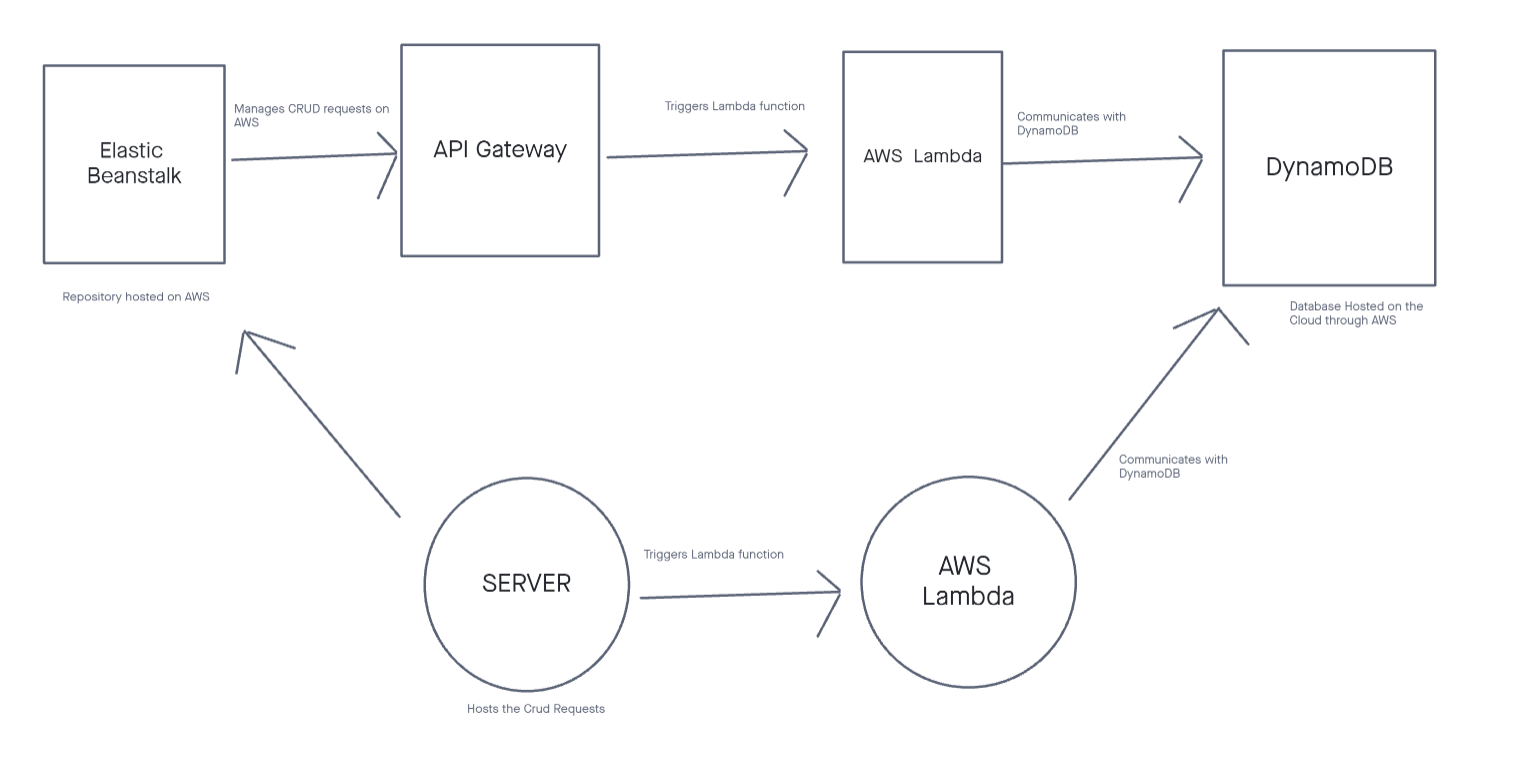 Elastic
Beanstalk
Manages CRUD requests on
AWS
API Gateway
Triggers Lambda function
AWS Lambda
Communicates with
DynamoDB
DynamoDB
Repository hosted on AWS
Database Hosted on the
Cloud through AWS
Communicates with
DynamoDB
SERVER
Triggers Lambda function
AWS
Lambda
Hosts the Crud Requests